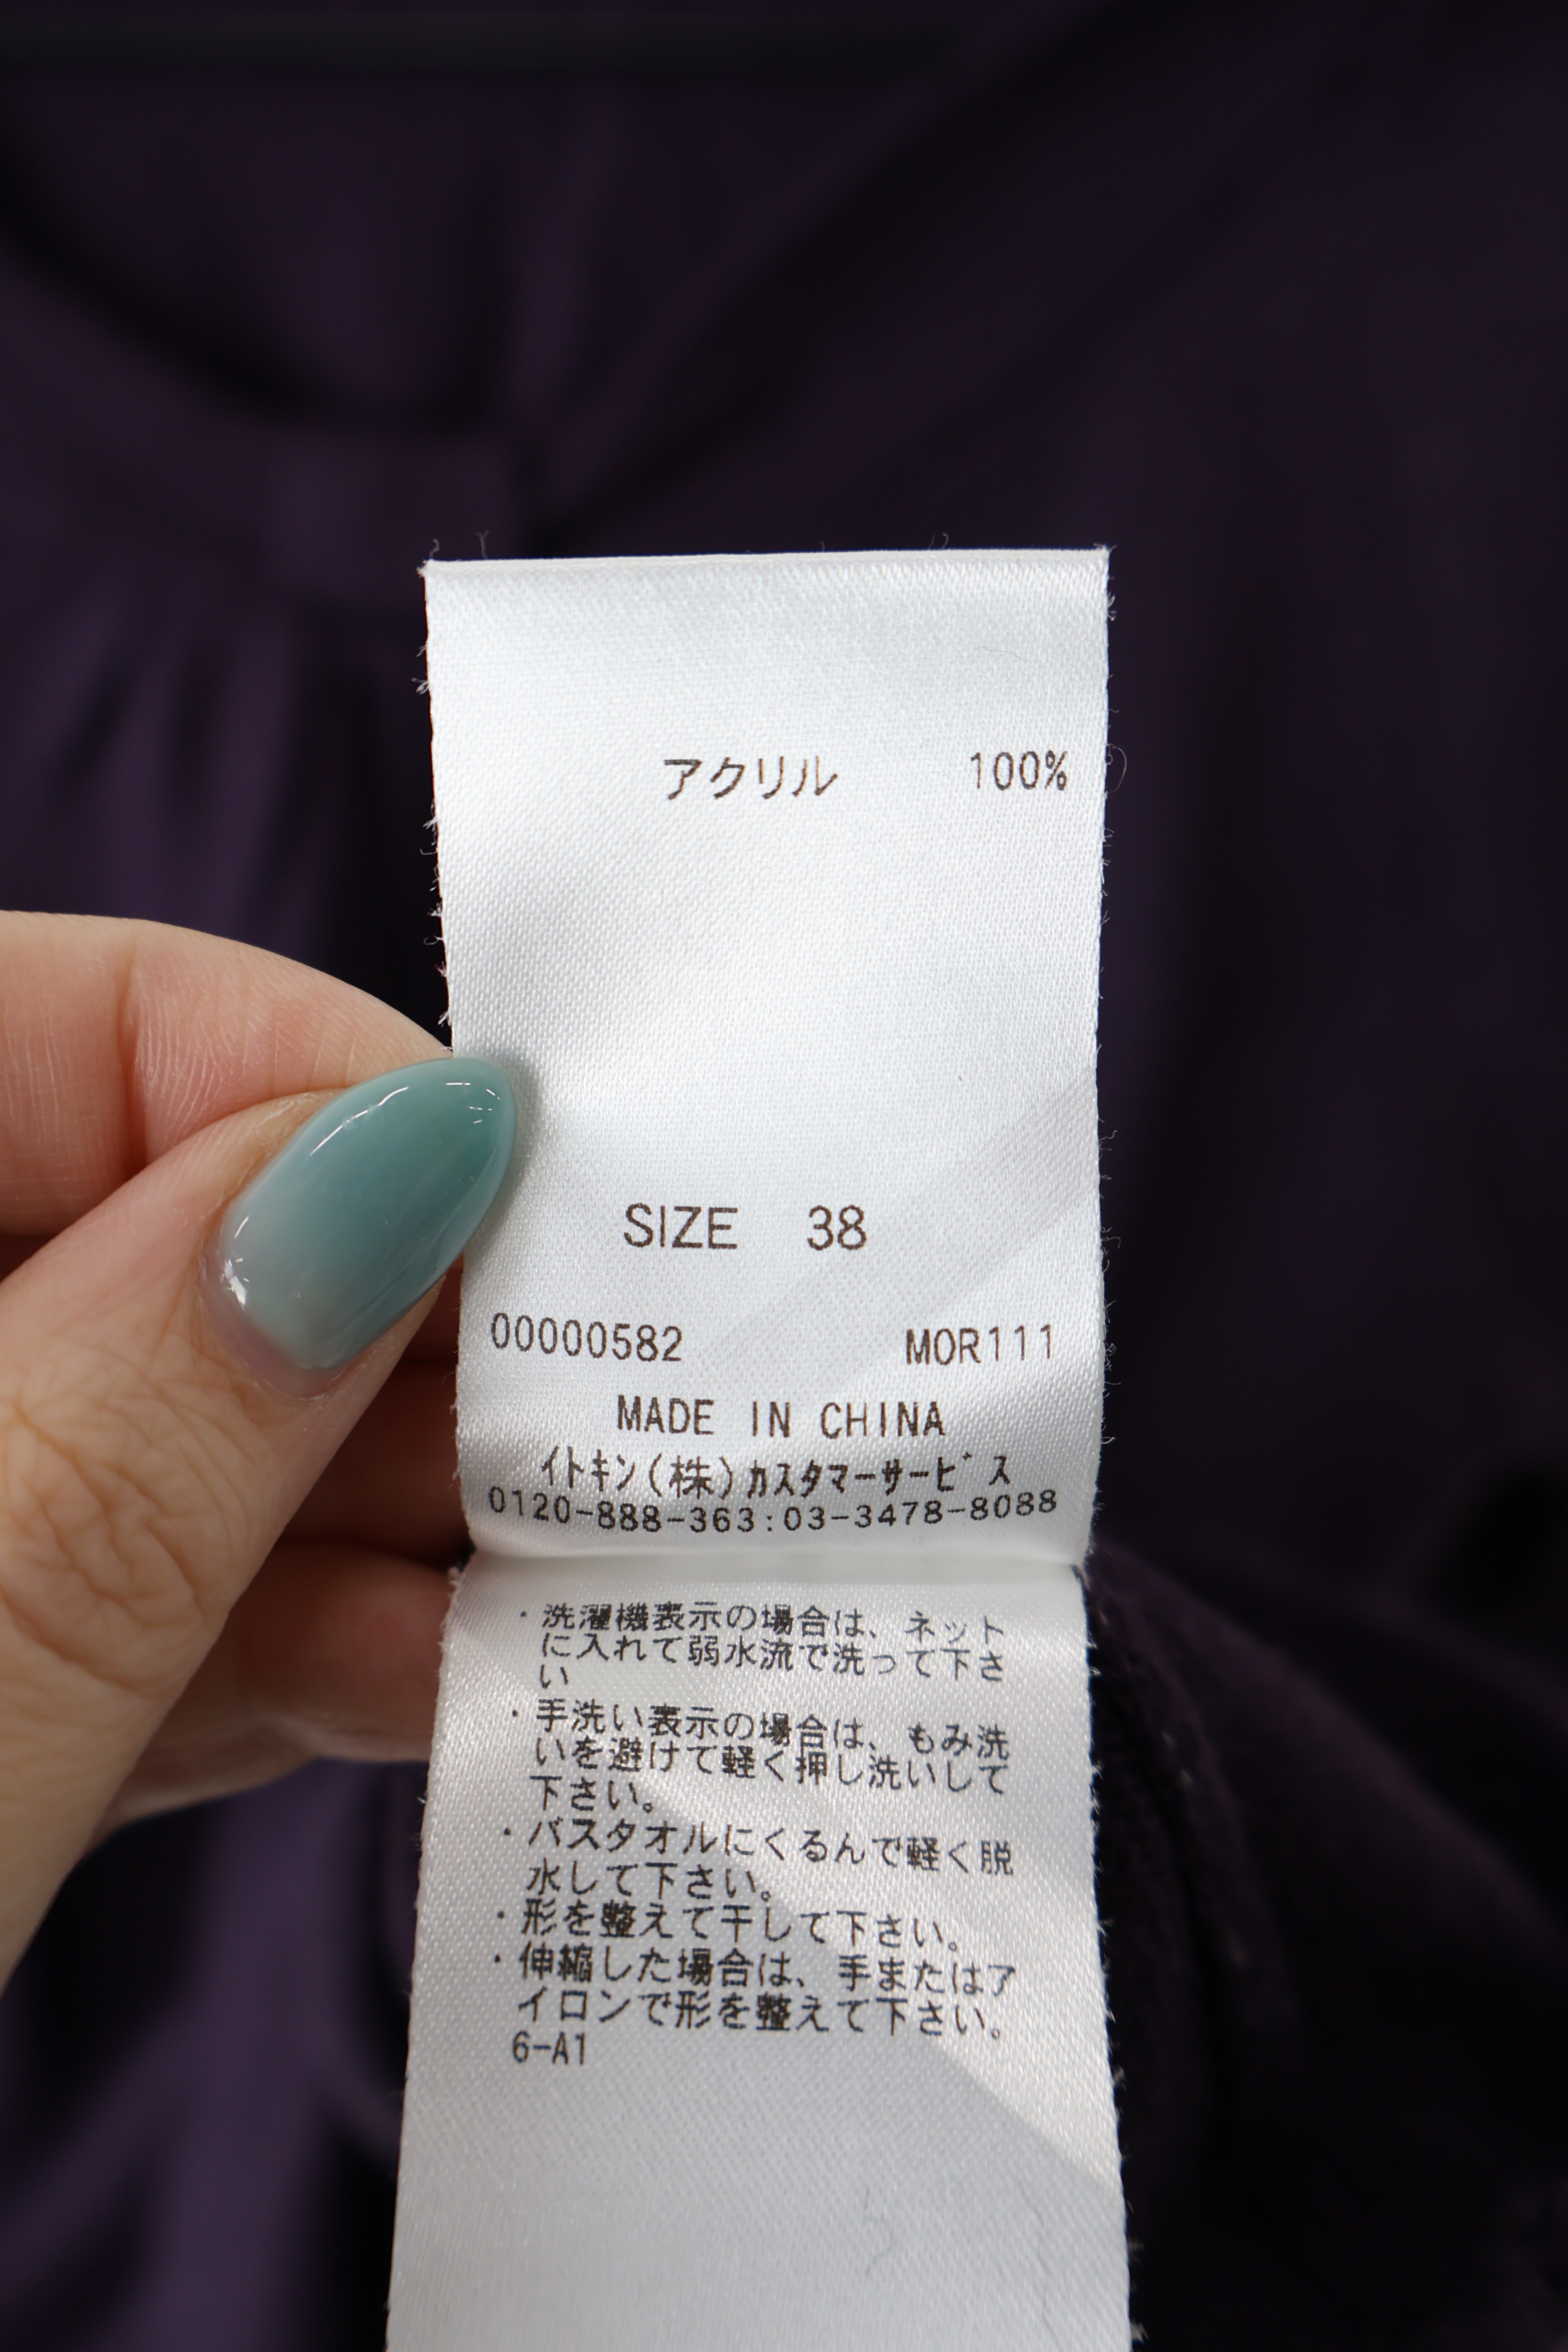 アクリル 100%
SIZE 38
00000582 MOR111
MADE IN CHINA
イトキン(株)カスタマーサービス
0120-888-363:03-3478-8088
・洗濯機表示の場合は、ネット
に入れて弱水流で洗って下さ
い
・手洗い表示の場合は、もみ洗
いを避けて軽く押し洗いして
下さい。
・バスタオルにくるんで軽く脱
水して下さい。
・形を整えて干して下さい。
・伸縮した場合は、手またはア
イロンで形を整えて下さい。
6-A1